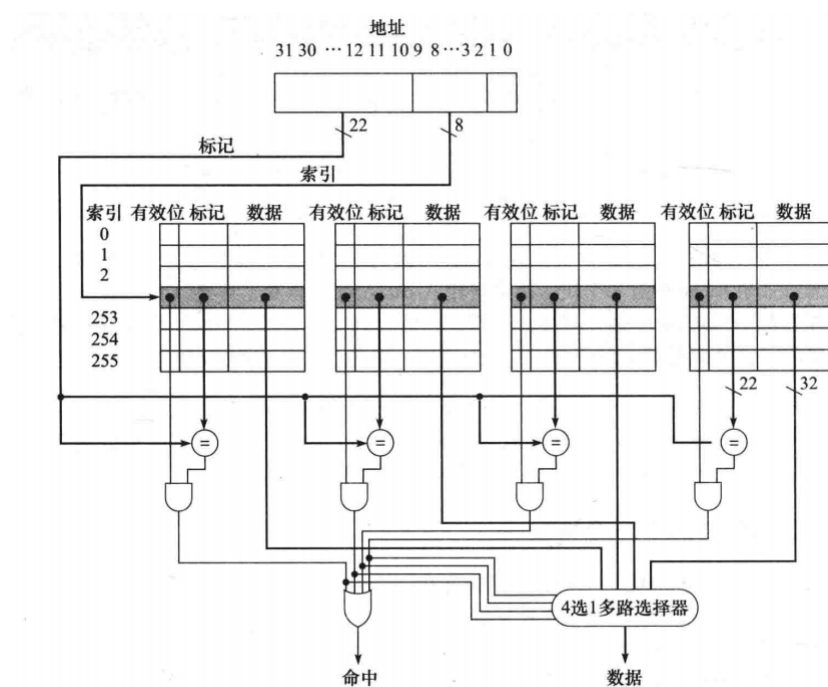 地址
31 30 ···12 11 10 9 8···3 2 1 0
22
8
标记
索引
索引 有效位 标记 数据 有效位 标记 数据 有效位 标记 数据 有效位 标记 数据
0
1
2
253
254
255
22
32
= = = =
4选1多路选择器
命中
数据